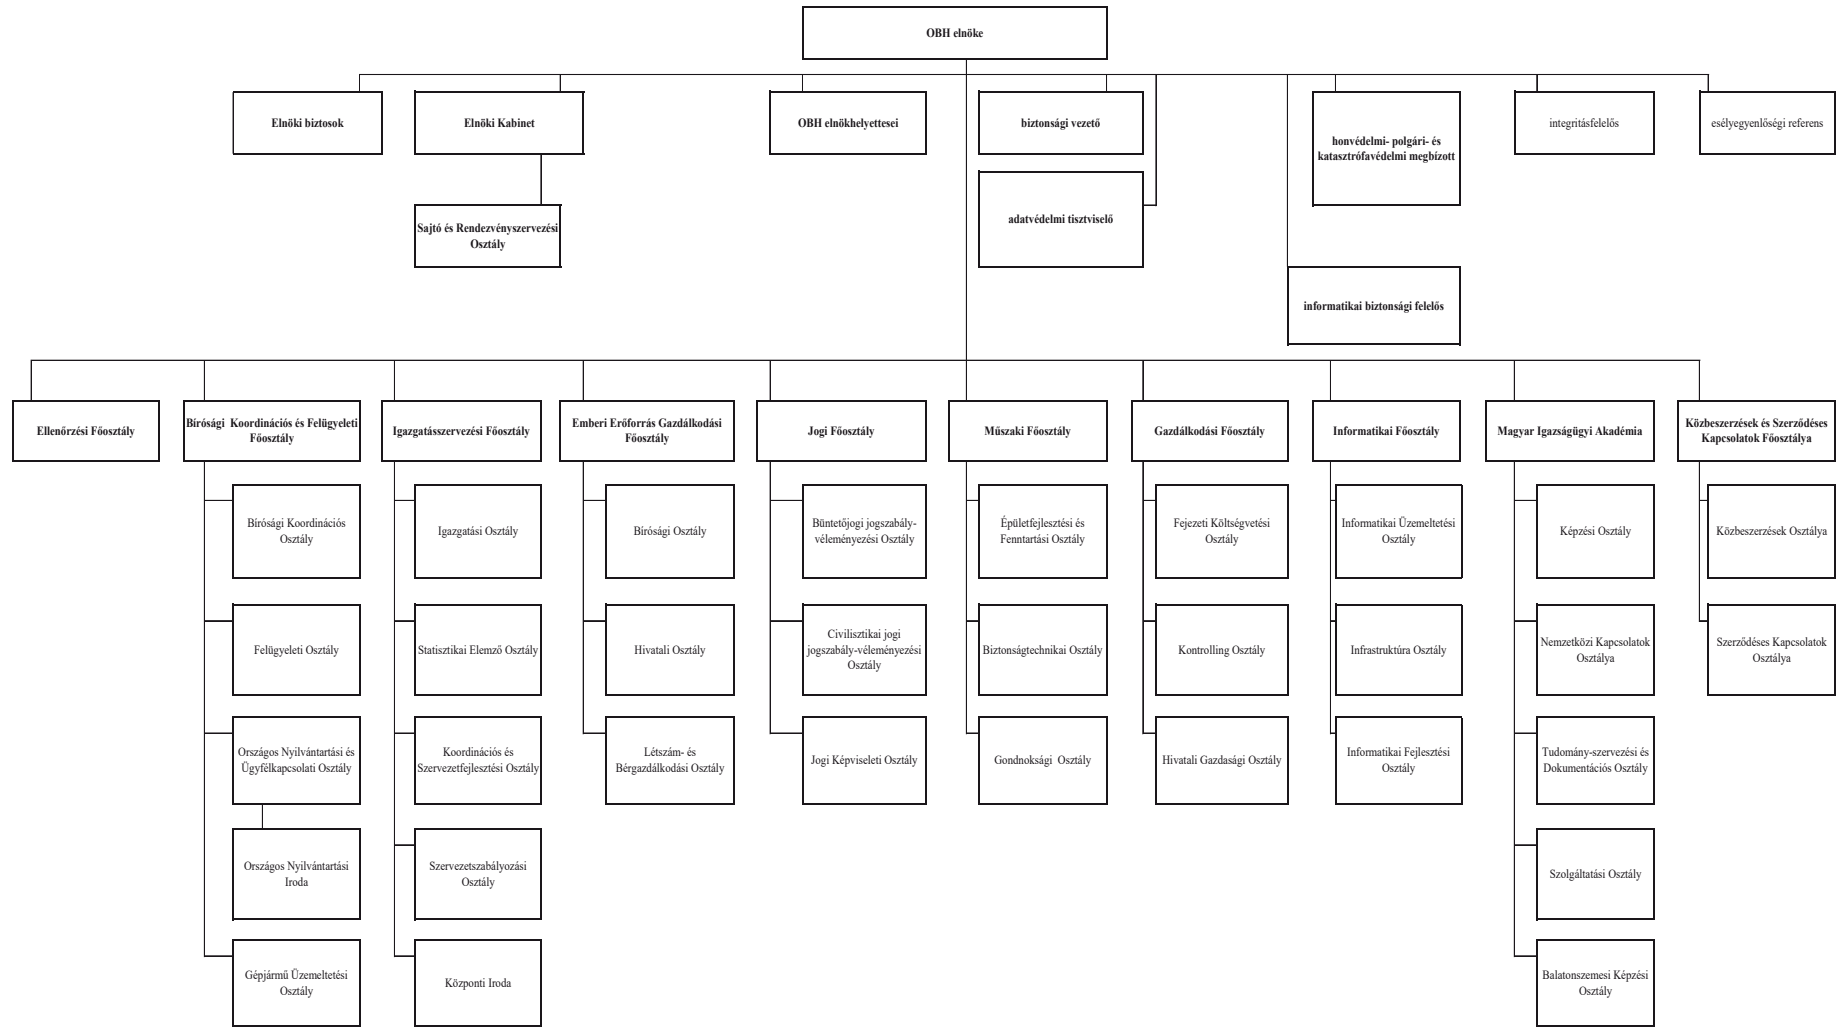 OBH elnöke
Elnöki biztosok
Elnöki Kabinet
OBH elnökhelyettesei
biztonsági vezető
honvédelmi- polgári- és
katasztrófavédelmi megbízott
integritásfelelős
esélyegyenlőségi referens
Sajtó és Rendezvényszervezési
Osztály
adatvédelmi tisztviselő
informatikai biztonsági felelős
Ellenőrzési Főosztály
Bírósági Koordinációs és Felügyeleti
Főosztály
Igazgatásszervezési Főosztály
Emberi Erőforrás Gazdálkodási
Főosztály
Jogi Főosztály
Műszaki Főosztály
Gazdálkodási Főosztály
Informatikai Főosztály
Magyar Igazságügyi Akadémia
Közbeszerzések és Szerződéses
Kapcsolatok Főosztálya
Bírósági Koordinációs
Osztály
Igazgatási Osztály
Bírósági Osztály
Büntetőjogi jogszabály-
véleményezési Osztály
Épületfejlesztési és
Fenntartási Osztály
Fejezeti Költségvetési
Osztály
Informatikai Üzemeltetési
Osztály
Képzési Osztály
Közbeszerzések Osztálya
Felügyeleti Osztály
Statisztikai Elemző Osztály
Hivatali Osztály
Civilisztikai jogi
jogszabály-véleményezési
Osztály
Biztonságtechnikai Osztály
Kontrolling Osztály
Infrastruktúra Osztály
Nemzetközi Kapcsolatok
Osztálya
Szerződéses Kapcsolatok
Osztálya
Országos Nyilvántartási és
Ügyfélkapcsolati Osztály
Koordinációs és
Szervezetfejlesztési Osztály
Létszám- és
Bérgazdálkodási Osztály
Jogi Képviseleti Osztály
Gondnoksági Osztály
Hivatali Gazdasági Osztály
Informatikai Fejlesztési
Osztály
Tudomány-szervezési és
Dokumentációs Osztály
Országos Nyilvántartási
Iroda
Szervezetszabályozási
Osztály
Szolgáltatási Osztály
Gépjármű Üzemeltetési
Osztály
Központi Iroda
Balatonszemesi Képzési
Osztály